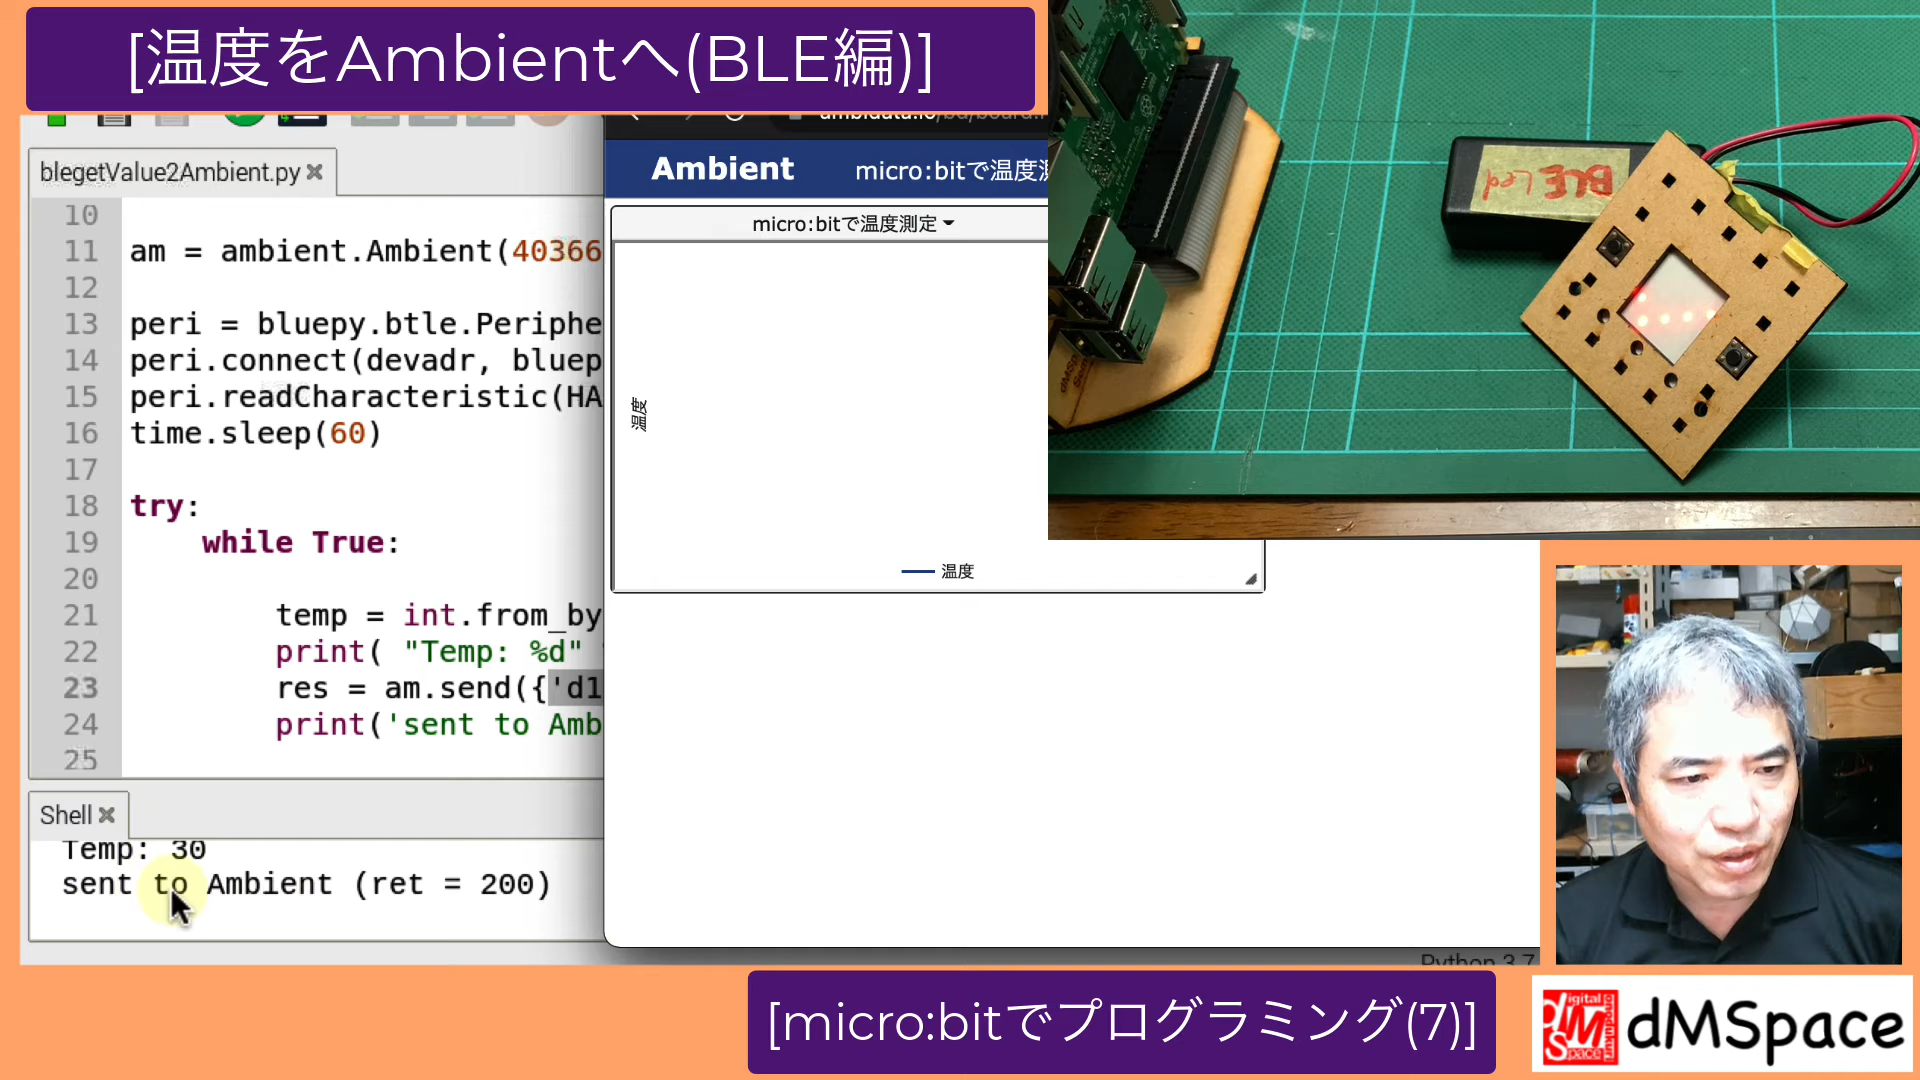 [温度をAmbientへ(BLE編)]
blegetValue2Ambient.py
10
11 am = ambient.Ambient(40366
12
13 peri = bluepy.btle.Periphe
14 peri.connect(devadr, bluep
15 peri.readCharacteristic(HA
16 time.sleep(60)
17
18 try:
19 while True:
20
21 temp = int.from_by
22 print( "Temp: %d"
23 res = am.send({'d1
24 print('sent to Amb
25
Shell
Temp: 30
sent to Ambient (ret = 200)
Ambient micro:bitで温度測
micro:bitで温度測定
温度
温度
BLE Led
Python 3.7
[micro:bitでプログラミング(7)]
digital M Space
dMSpace